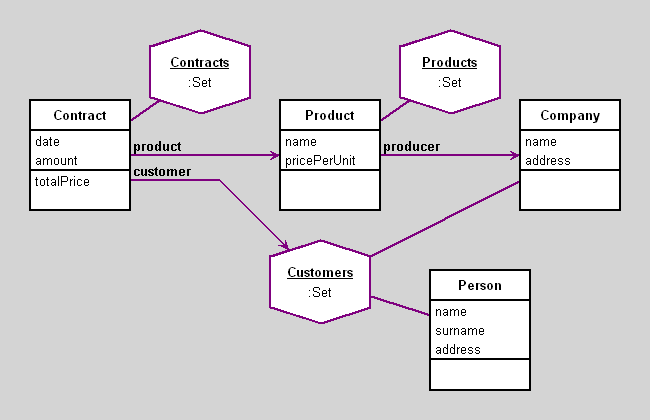 Contracts
:Set
Products
:Set
Contract
date
amount
totalPrice
product
customer
Product
name
pricePerUnit
producer
Company
name
address
Customers
:Set
Person
name
surname
address